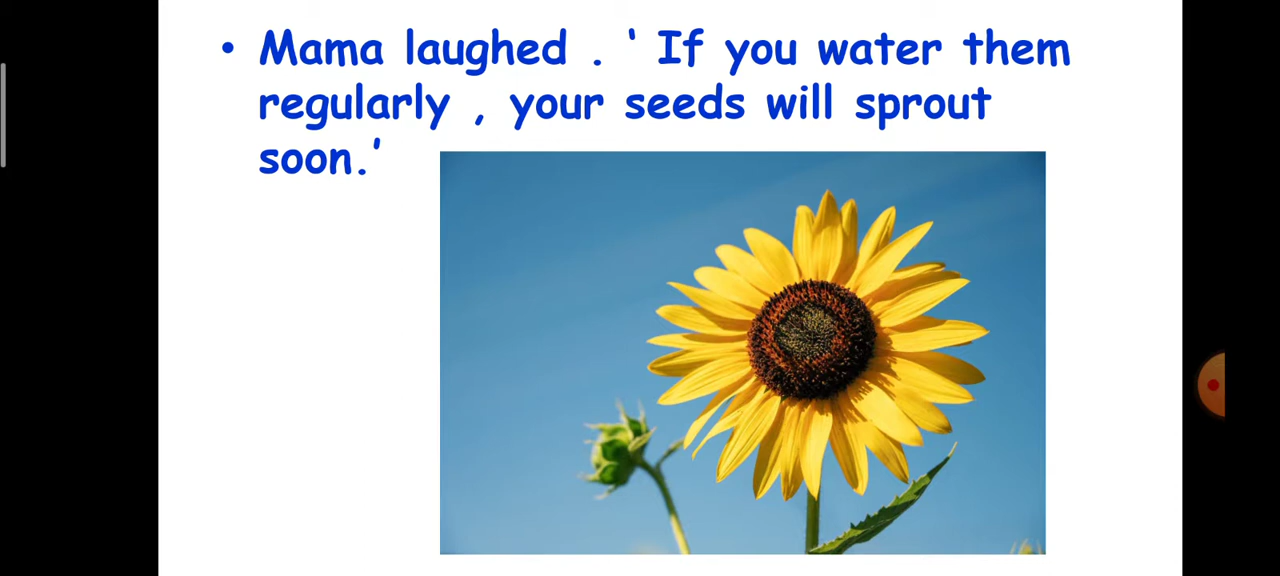 • Mama laughed . ‘ If you water them
regularly , your seeds will sprout
soon.’